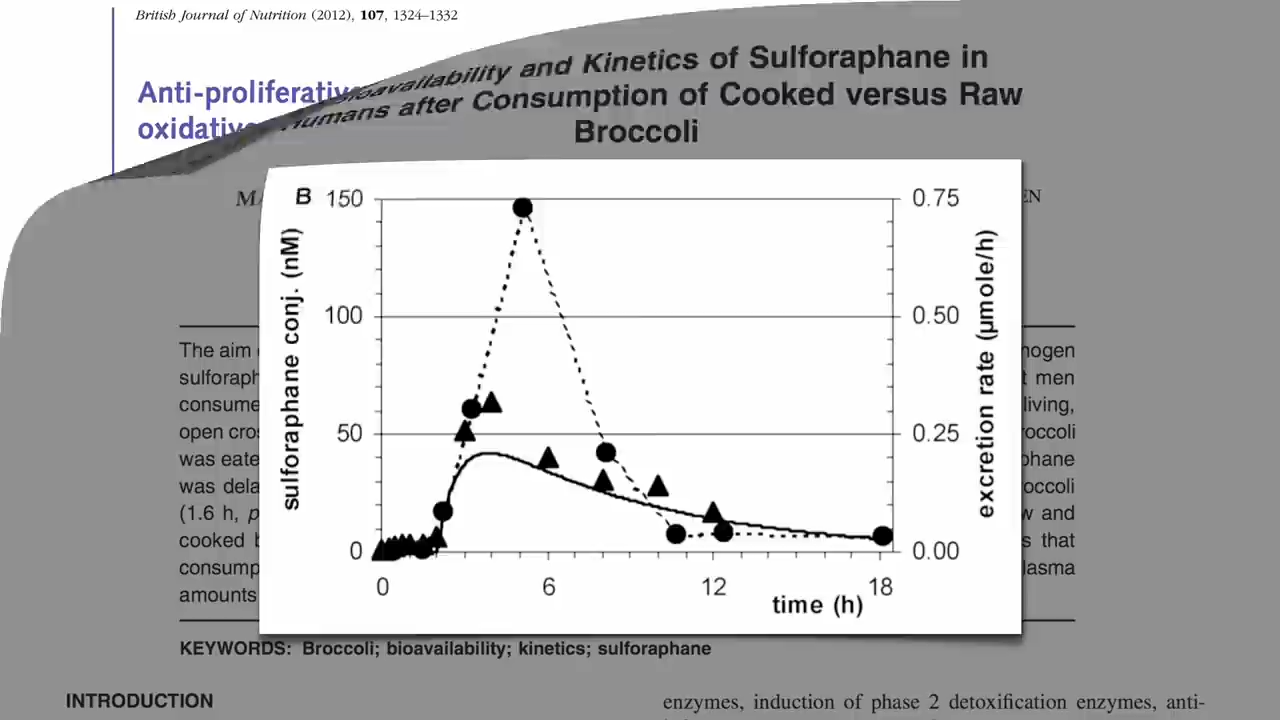 British Journal of Nutrition (2012), 107, 1324–1332
Anti-proliferative
oxidativ
Bioavailability and Kinetics of Sulforaphane in
Humans after Consumption of Cooked versus Raw
Broccoli
B
150
100
50
0
sulforaphane conj. (nM)
0.75
0.50
0.25
0.00
excretion rate (µmole/h)
0 6 12 18
time (h)
The aim
nogen
sulforaph
t men
consume
living,
open cros
roccoli
was eate
phane
was dela
roccoli
(1.6 h, p
w and
cooked b
s that
consump
lasma
amounts
KEYWORDS: Broccoli; bioavailability; kinetics; sulforaphane
INTRODUCTION
enzymes, induction of phase 2 detoxification enzymes, anti-